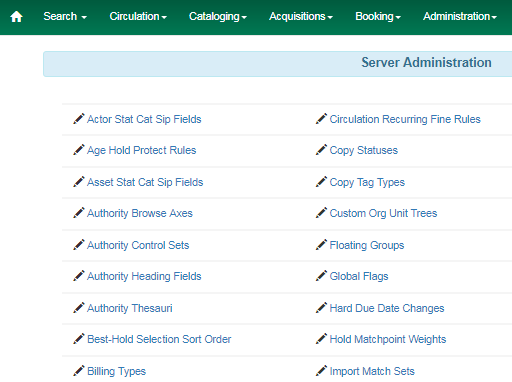 Search Circulation Cataloging Acquisitions Booking Administration
Server Administration
Actor Stat Cat Sip Fields
Age Hold Protect Rules
Asset Stat Cat Sip Fields
Authority Browse Axes
Authority Control Sets
Authority Heading Fields
Authority Thesauri
Best-Hold Selection Sort Order
Billing Types
Circulation Recurring Fine Rules
Copy Statuses
Copy Tag Types
Custom Org Unit Trees
Floating Groups
Global Flags
Hard Due Date Changes
Hold Matchpoint Weights
Import Match Sets